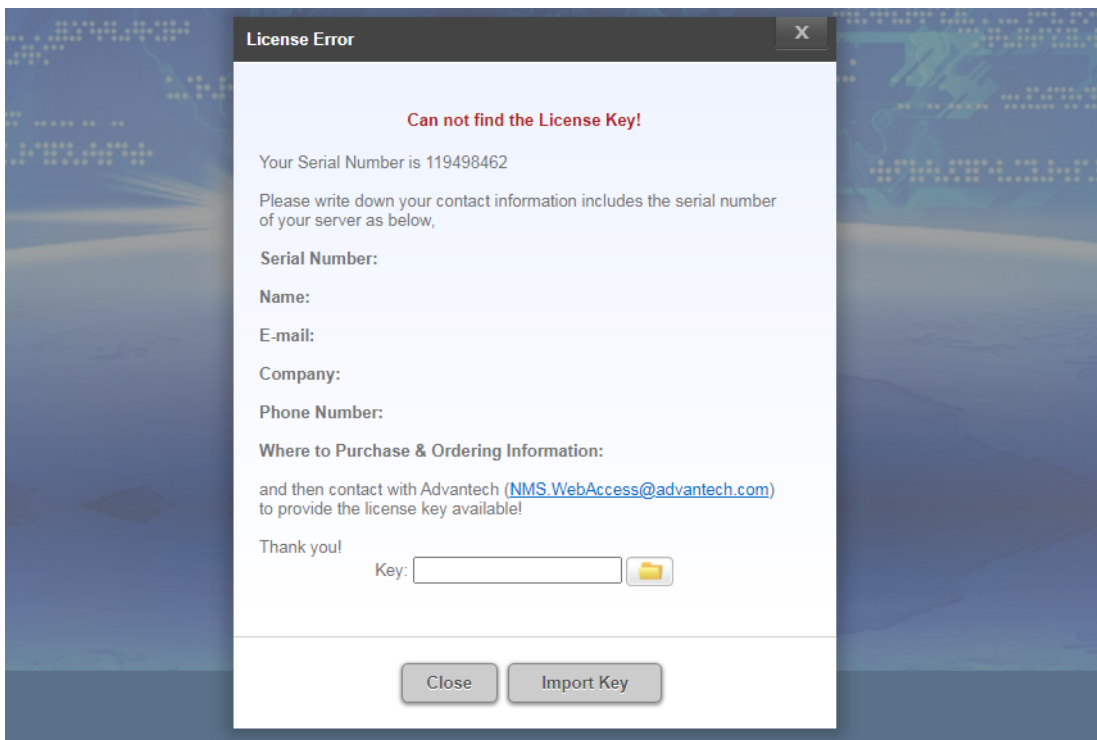 License Error
X
Can not find the License Key!
Your Serial Number is 119498462
Please write down your contact information includes the serial number
of your server as below,
Serial Number:
Name:
E-mail:
Company:
Phone Number:
Where to Purchase & Ordering Information:
and then contact with Advantech (NMS.WebAccess@advantech.com)
to provide the license key available!
Thank you!
Key:
Close
Import Key